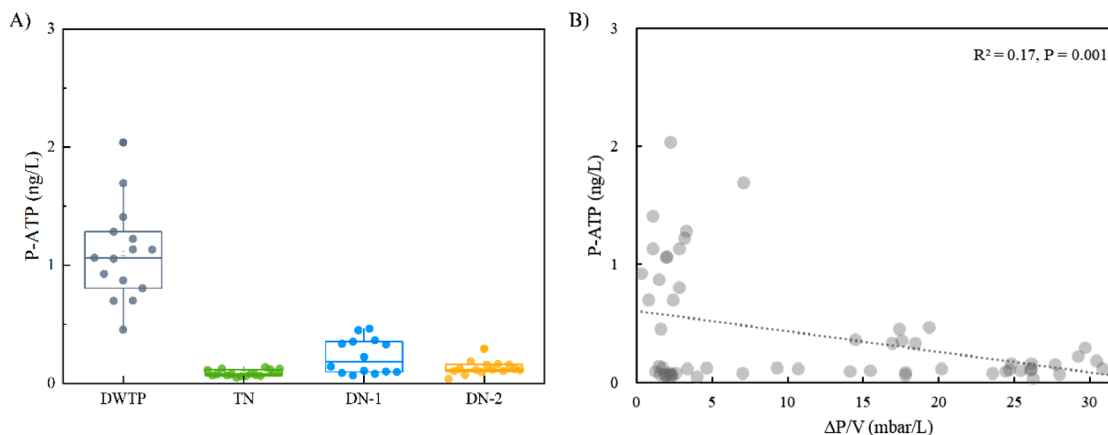 A)
P-ATP (ng/L)
3
2
1
0
DWTP TN DN-1 DN-2
B)
P-ATP (ng/L)
3
2
1
0
R² = 0.17, P = 0.001
0 5 10 15 20 25 30
ΔP/V (mbar/L)